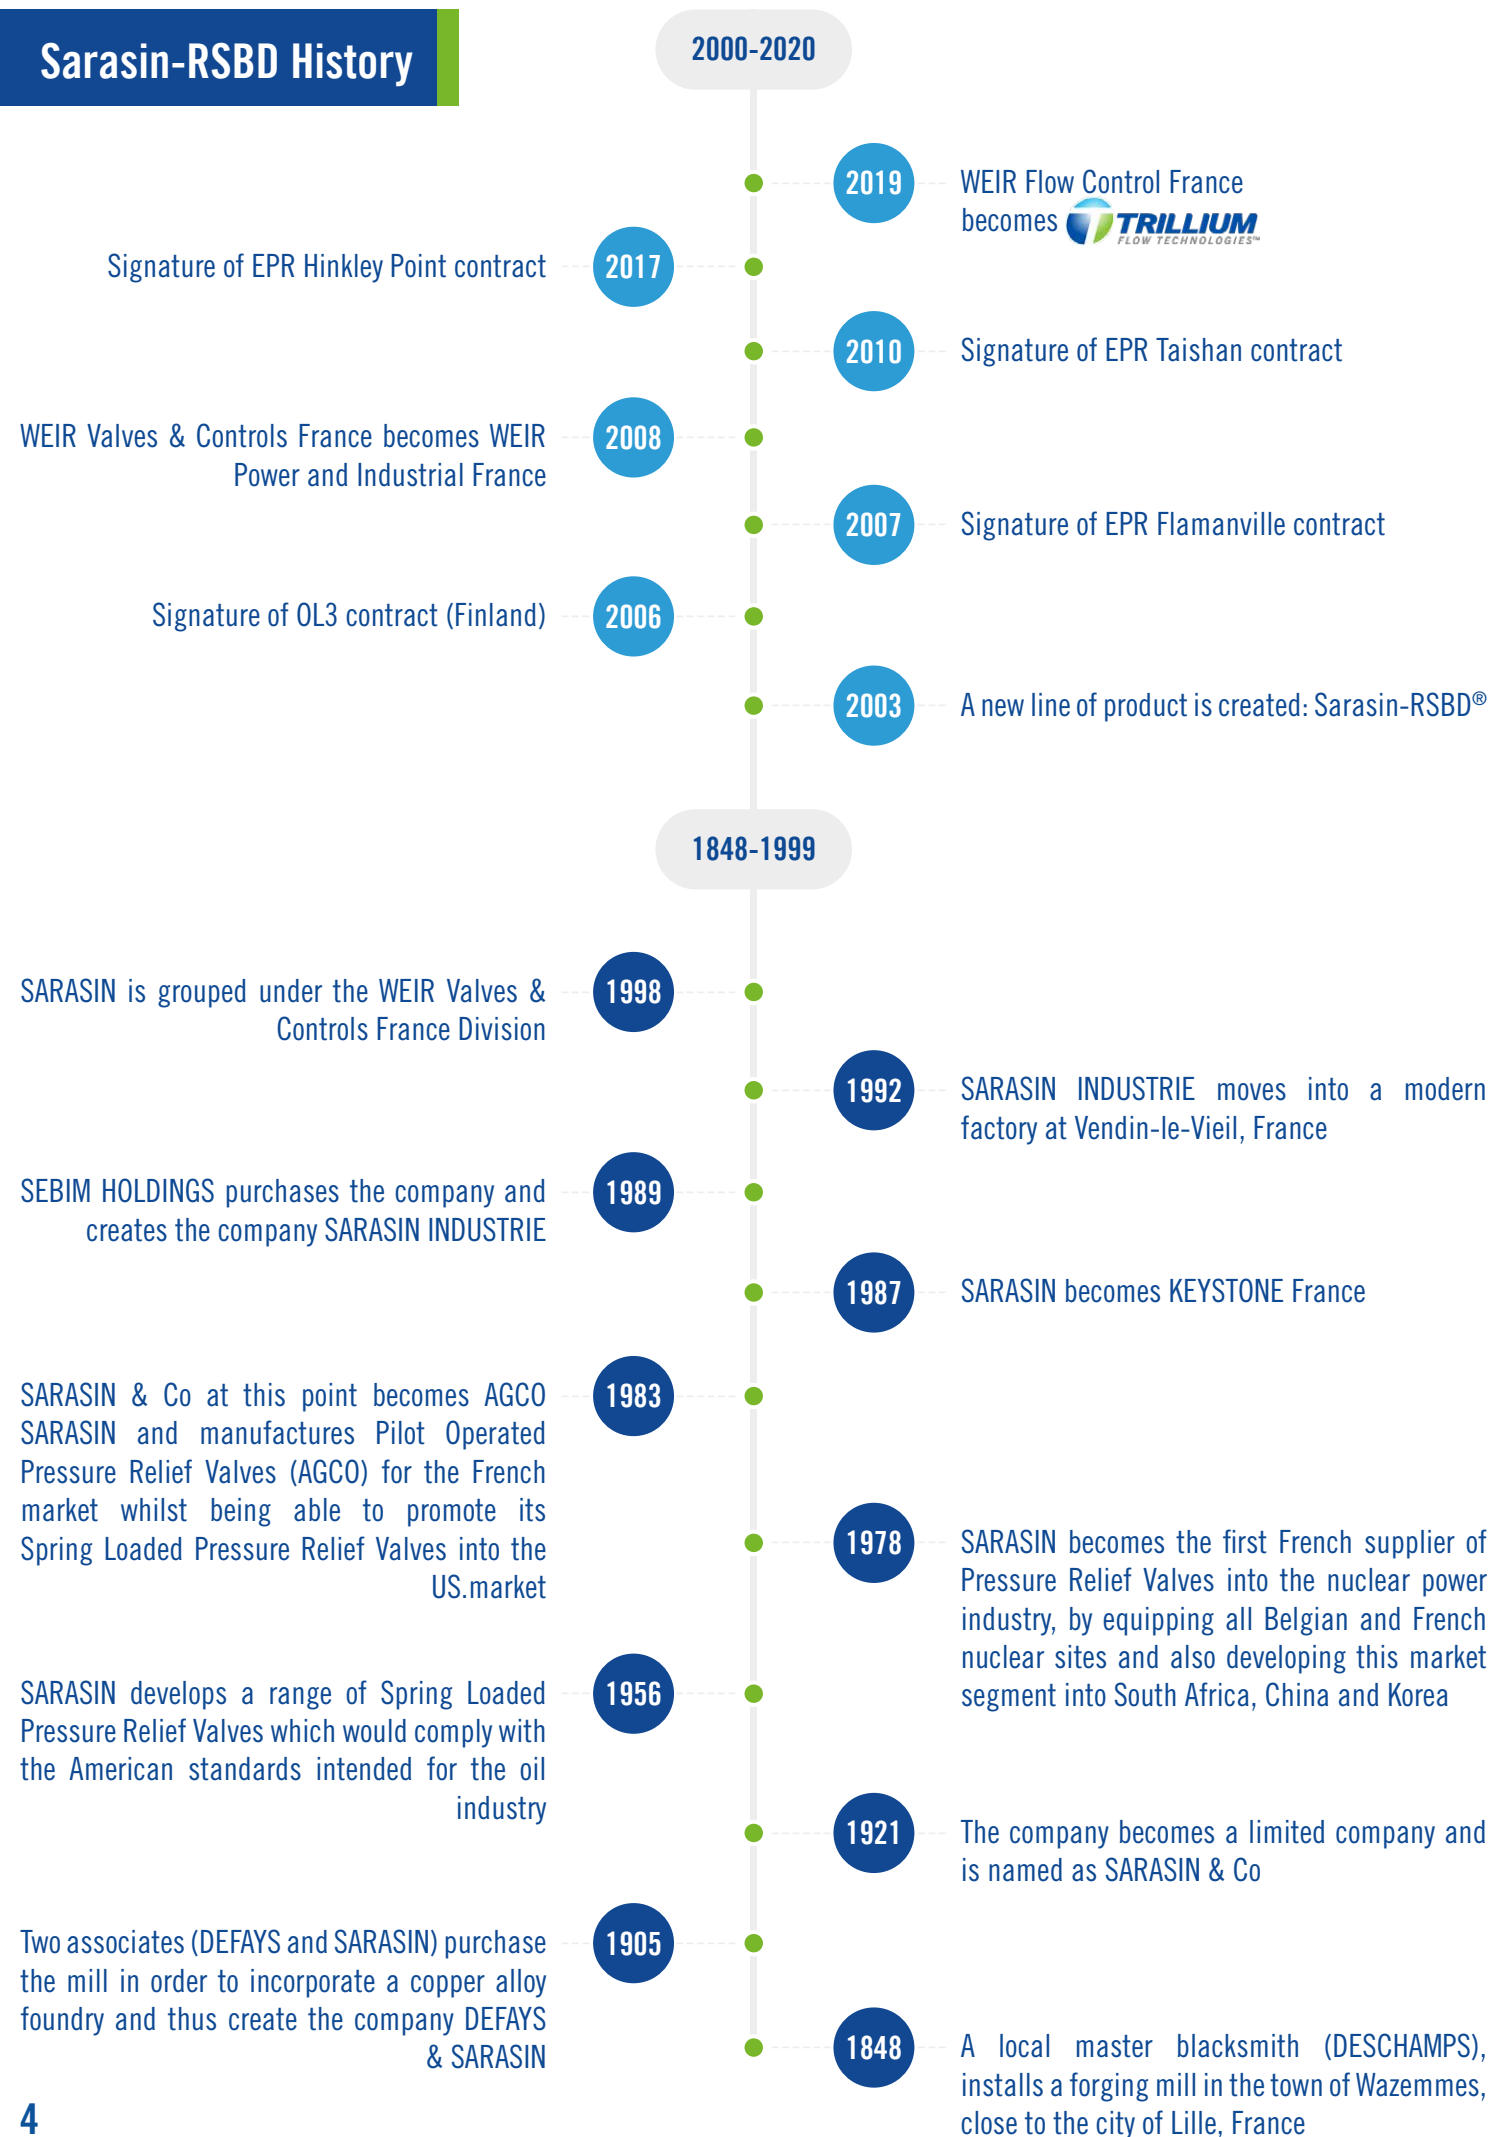 Sarasin-RSBD History
2000-2020
2019
WEIR Flow Control France
becomes TRILLIUM
FLOW TECHNOLOGIES™
Signature of EPR Hinkley Point contract
2017
2010
Signature of EPR Taishan contract
WEIR Valves & Controls France becomes WEIR
Power and Industrial France
2008
2007
Signature of EPR Flamanville contract
Signature of OL3 contract (Finland)
2006
2003
A new line of product is created: Sarasin-RSBD®
1848-1999
SARASIN is grouped under the WEIR Valves &
Controls France Division
1998
1992
SARASIN INDUSTRIE moves into a modern
factory at Vendin-le-Vieil, France
SEBIM HOLDINGS purchases the company and
creates the company SARASIN INDUSTRIE
1989
1987
SARASIN becomes KEYSTONE France
SARASIN & Co at this point becomes AGCO
SARASIN and manufactures Pilot Operated
Pressure Relief Valves (AGCO) for the French
market whilst being able to promote its
Spring Loaded Pressure Relief Valves into the
US.market
1983
1978
SARASIN becomes the first French supplier of
Pressure Relief Valves into the nuclear power
industry, by equipping all Belgian and French
nuclear sites and also developing this market
segment into South Africa, China and Korea
SARASIN develops a range of Spring Loaded
Pressure Relief Valves which would comply with
the American standards intended for the oil
industry
1956
1921
The company becomes a limited company and
is named as SARASIN & Co
Two associates (DEFAYS and SARASIN) purchase
the mill in order to incorporate a copper alloy
foundry and thus create the company DEFAYS
& SARASIN
1905
1848
A local master blacksmith (DESCHAMPS),
installs a forging mill in the town of Wazemmes,
close to the city of Lille, France
4